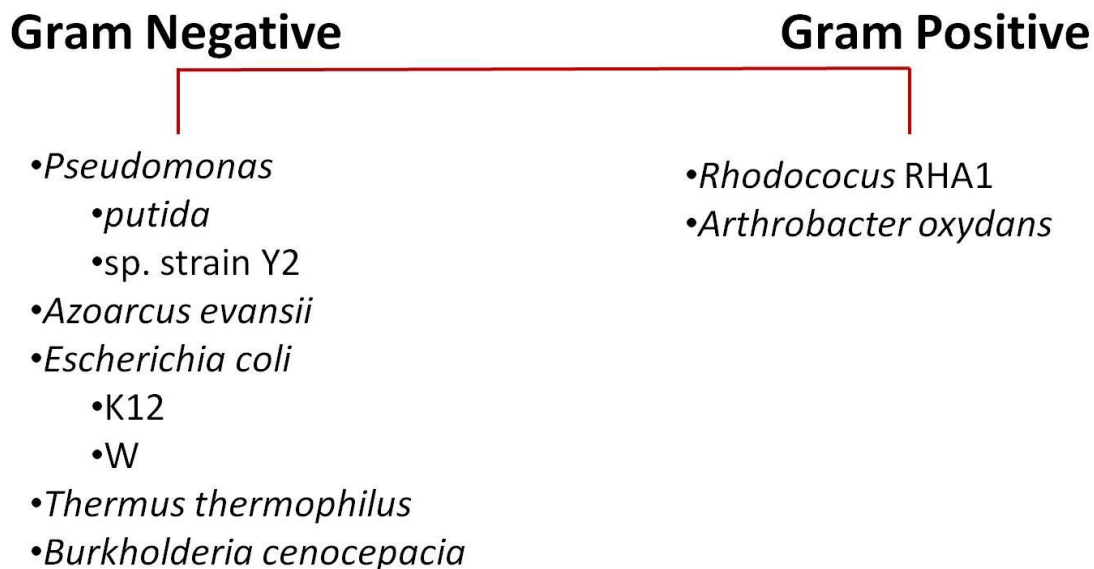 Gram Negative
Gram Positive
•Pseudomonas
•putida
•sp. strain Y2
•Azoarcus evansii
•Escherichia coli
•K12
•W
•Thermus thermophilus
•Burkholderia cenocepacia
•Rhodococus RHA1
•Arthrobacter oxydans